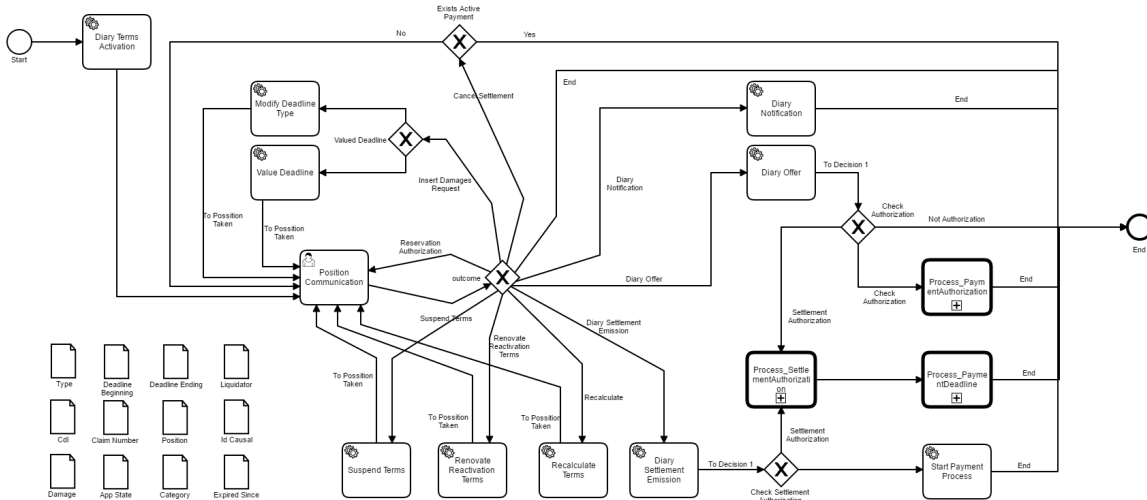 Exists Active
Payment
No
Yes
Diary Terms
Activation
Start
End
Cancel Settlement
Modify Deadline
Type
Diary
Notification
End
Valued Deadline
Value Deadline
Insert Damages
Request
Diary
Notification
Diary Offer
To Decision 1
Check
Authorization
Not Authorization
To Possition
Taken
To Possition
Taken
Reservation
Authorization
End
Position
Communication
outcome
Diary Offer
Check
Authorization
Process_Paym
entAuthorization
End
Suspend Terms
Renovate
Reactivation
Terms
Diary Settlement
Emission
Settlement
Authorization
Type
Deadline
Beginning
Deadline Ending
Liquidator
To Possition
Taken
Recalculate
Process_Settle
mentAuthorizati
on
Process_Payme
ntDeadline
End
Cdl
Claim Number
Position
Id Causal
To Possition
Taken
To Possition
Taken
Settlement
Authorization
Suspend Terms
Renovate
Reactivation
Terms
Recalculate
Terms
Diary
Settlement
Emission
To Decision 1
Start Payment
Process
End
Damage
App State
Category
Expired Since
Check Settlement
Authorization